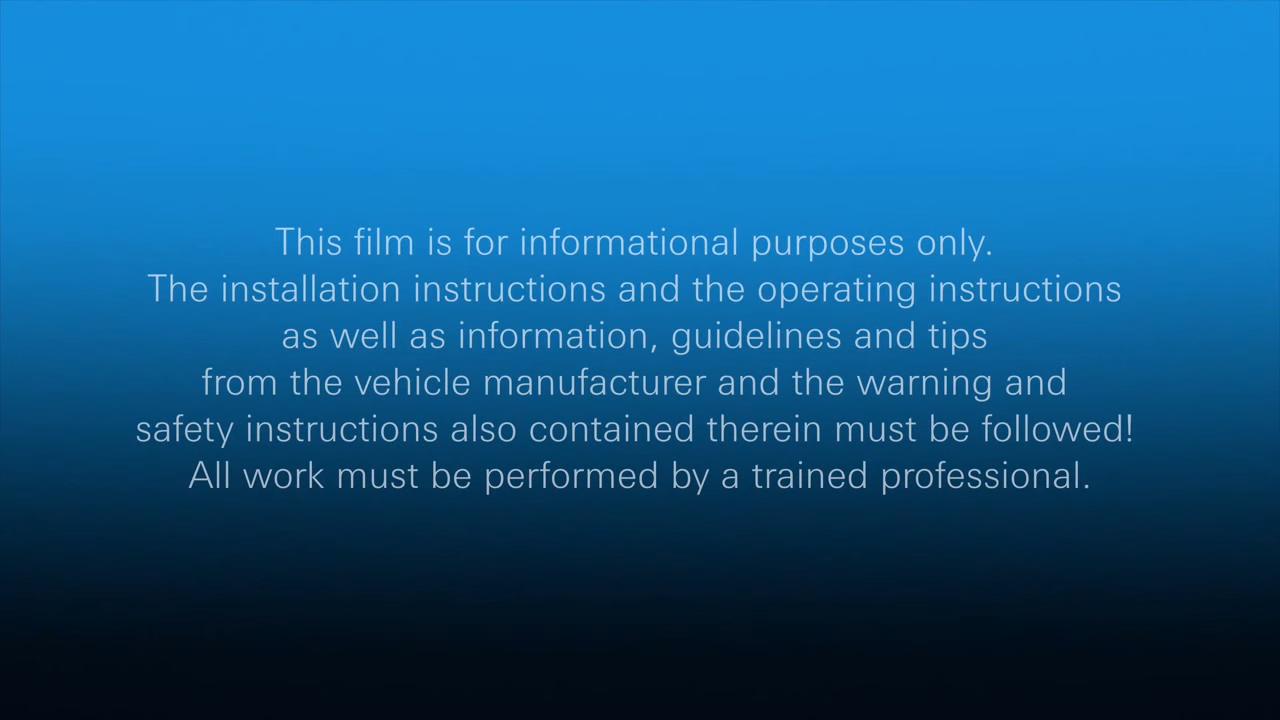 This film is for informational purposes only.
The installation instructions and the operating instructions
as well as information, guidelines and tips
from the vehicle manufacturer and the warning and
safety instructions also contained therein must be followed!
All work must be performed by a trained professional.